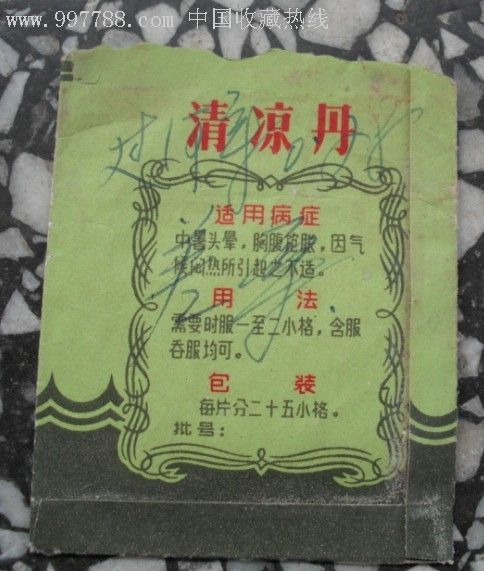 www.997788.com 中国收藏热线
清凉丹
适用病症
中暑头晕，胸腹饱胀，因气
候闷热所引起之不适。
用法
需要时服一至二小格，含服
吞服均可。
包装
每片分二十五小格。
批号：